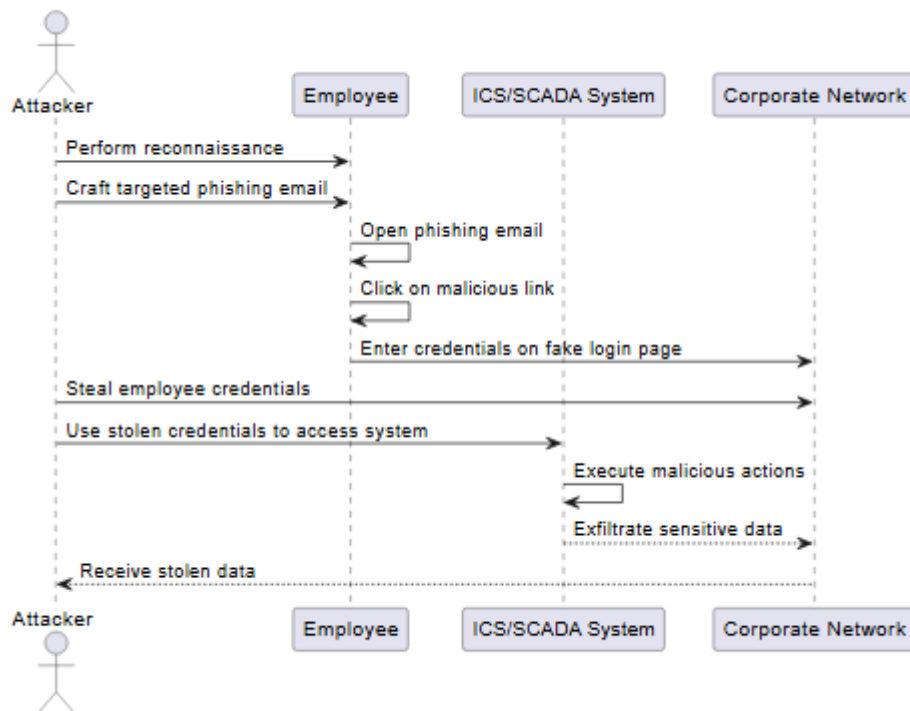 Attacker
Employee
ICS/SCADA System
Corporate Network
Perform reconnaissance
Craft targeted phishing email
Open phishing email
Click on malicious link
Enter credentials on fake login page
Steal employee credentials
Use stolen credentials to access system
Execute malicious actions
Exfiltrate sensitive data
Receive stolen data
Attacker
Employee
ICS/SCADA System
Corporate Network